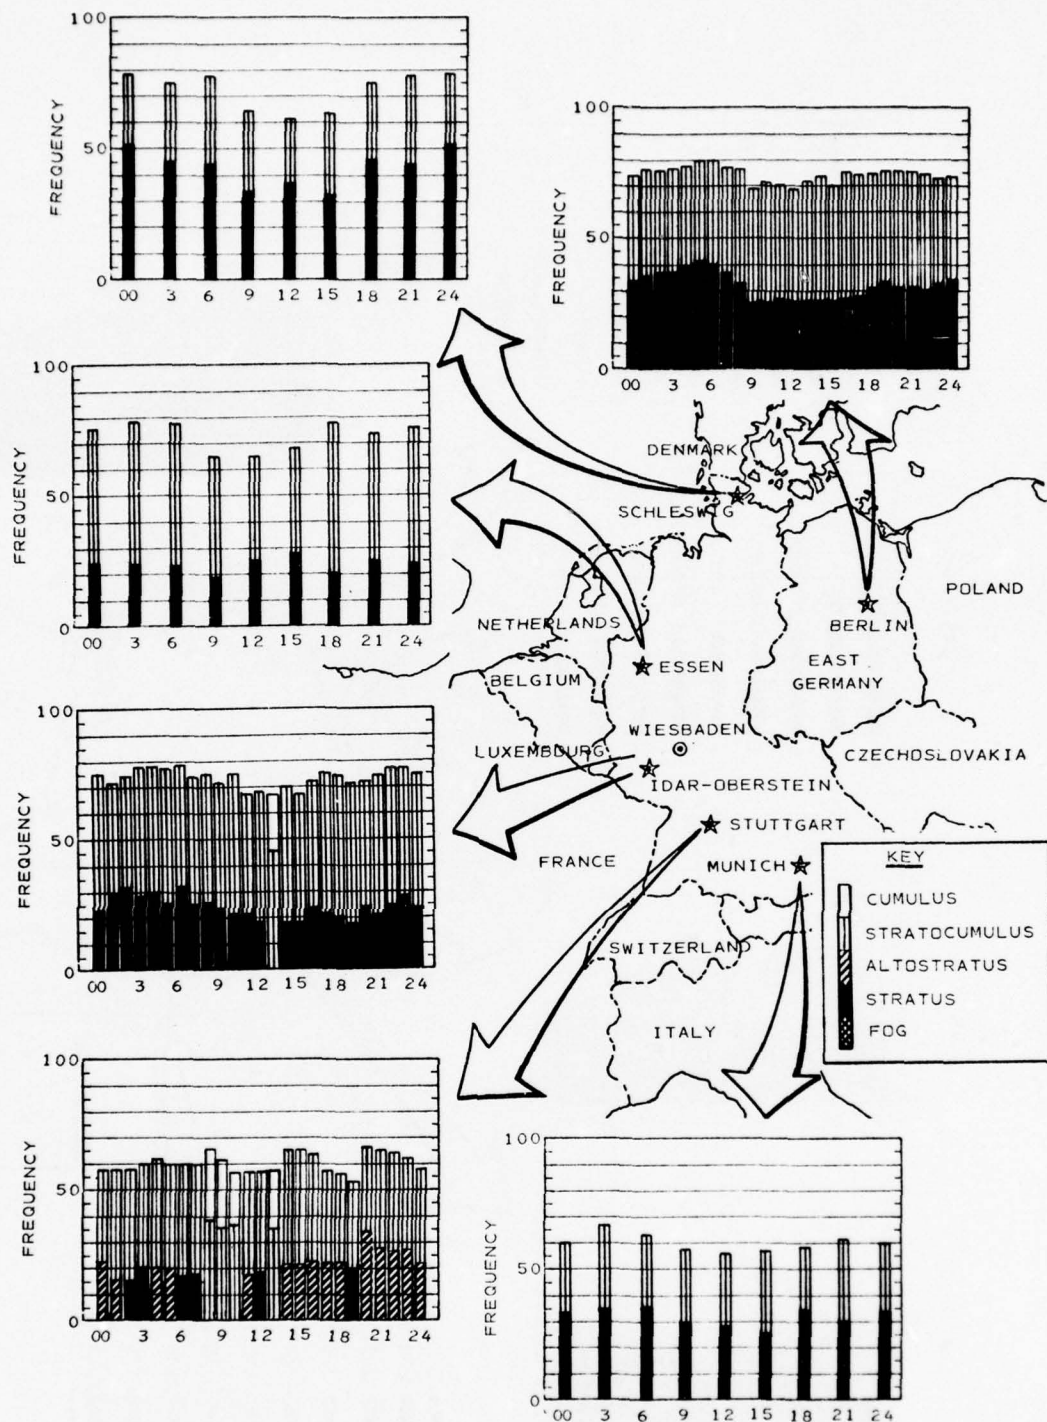 100
50
0
FREQUENCY
00 3 6 9 12 15 18 21 24
100
50
0
FREQUENCY
00 3 6 9 12 15 18 21 24
100
50
0
FREQUENCY
00 3 6 9 12 15 18 21 24
DENMARK
SCHLESWIG
NETHERLANDS
BERLIN
POLAND
ESSEN
EAST
GERMANY
BELGIUM
WIESBADEN
LUXEMBOURG
CZECHOSLOVAKIA
IDAR-OBERSTEIN
STUTTGART
FRANCE
MUNICH
SWITZERLAND
ITALY
100
50
0
FREQUENCY
00 3 6 9 12 15 18 21 24
KEY
CUMULUS
STRATOCUMULUS
ALTOSTRATUS
STRATUS
FOG
100
50
0
FREQUENCY
00 3 6 9 12 15 18 21 24
100
50
0
FREQUENCY
00 3 6 9 12 15 18 21 24